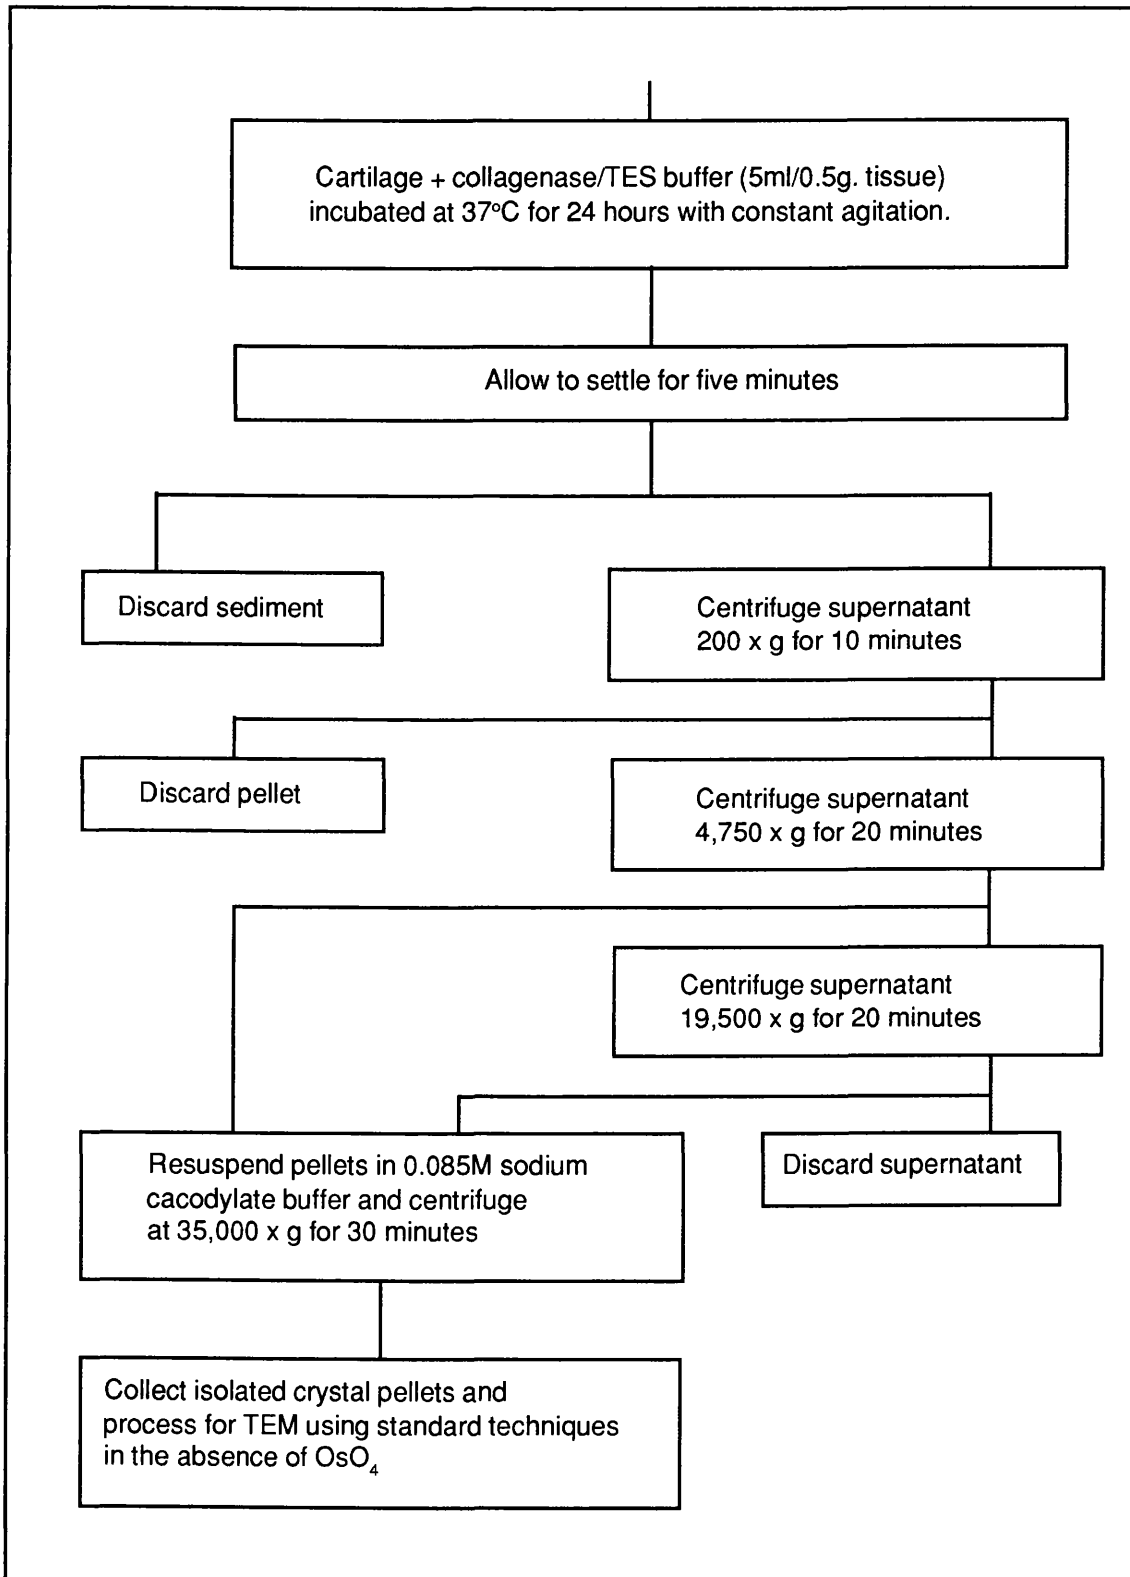 Cartilage + collagenase/TES buffer (5ml/0.5g. tissue)
incubated at 37°C for 24 hours with constant agitation.
Allow to settle for five minutes
Discard sediment
Centrifuge supernatant
200 x g for 10 minutes
Discard pellet
Centrifuge supernatant
4,750 x g for 20 minutes
Centrifuge supernatant
19,500 x g for 20 minutes
Resuspend pellets in 0.085M sodium
cacodylate buffer and centrifuge
at 35,000 x g for 30 minutes
Discard supernatant
Collect isolated crystal pellets and
process for TEM using standard techniques
in the absence of OsO₄